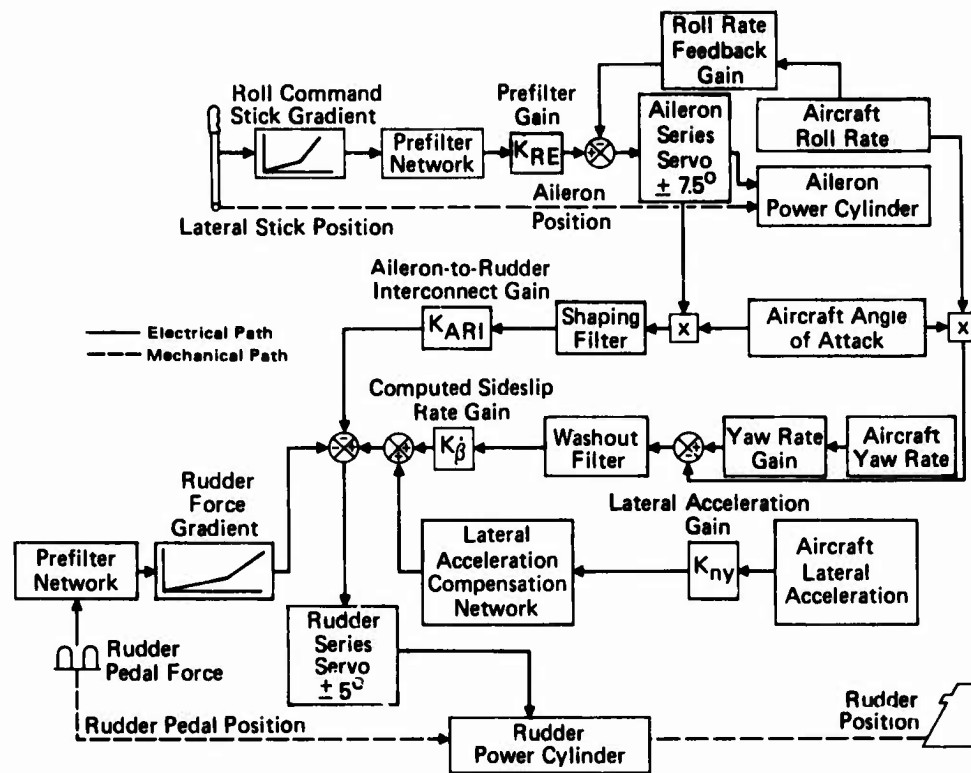 Roll Rate
Feedback
Gain
Roll Command
Stick Gradient
Prefilter
Gain
Prefilter
Network
KRE
+
-
Aileron
Series
Servo
± 7.5°
Aircraft
Roll Rate
Aileron
Power Cylinder
Aileron
Position
Lateral Stick Position
Aileron-to-Rudder
Interconnect Gain
Electrical Path
Mechanical Path
KARI
Shaping
Filter
x
Aircraft Angle
of Attack
x
Computed Sideslip
Rate Gain
-
-
+
+
+
Kβ̇
Washout
Filter
+
-
Yaw Rate
Gain
Aircraft
Yaw Rate
Rudder
Force
Gradient
Lateral Acceleration
Gain
Prefilter
Network
Lateral
Acceleration
Compensation
Network
Kny
Aircraft
Lateral
Acceleration
Rudder
Pedal Force
Rudder
Series
Servo
± 5°
Rudder Pedal Position
Rudder
Power Cylinder
Rudder
Position